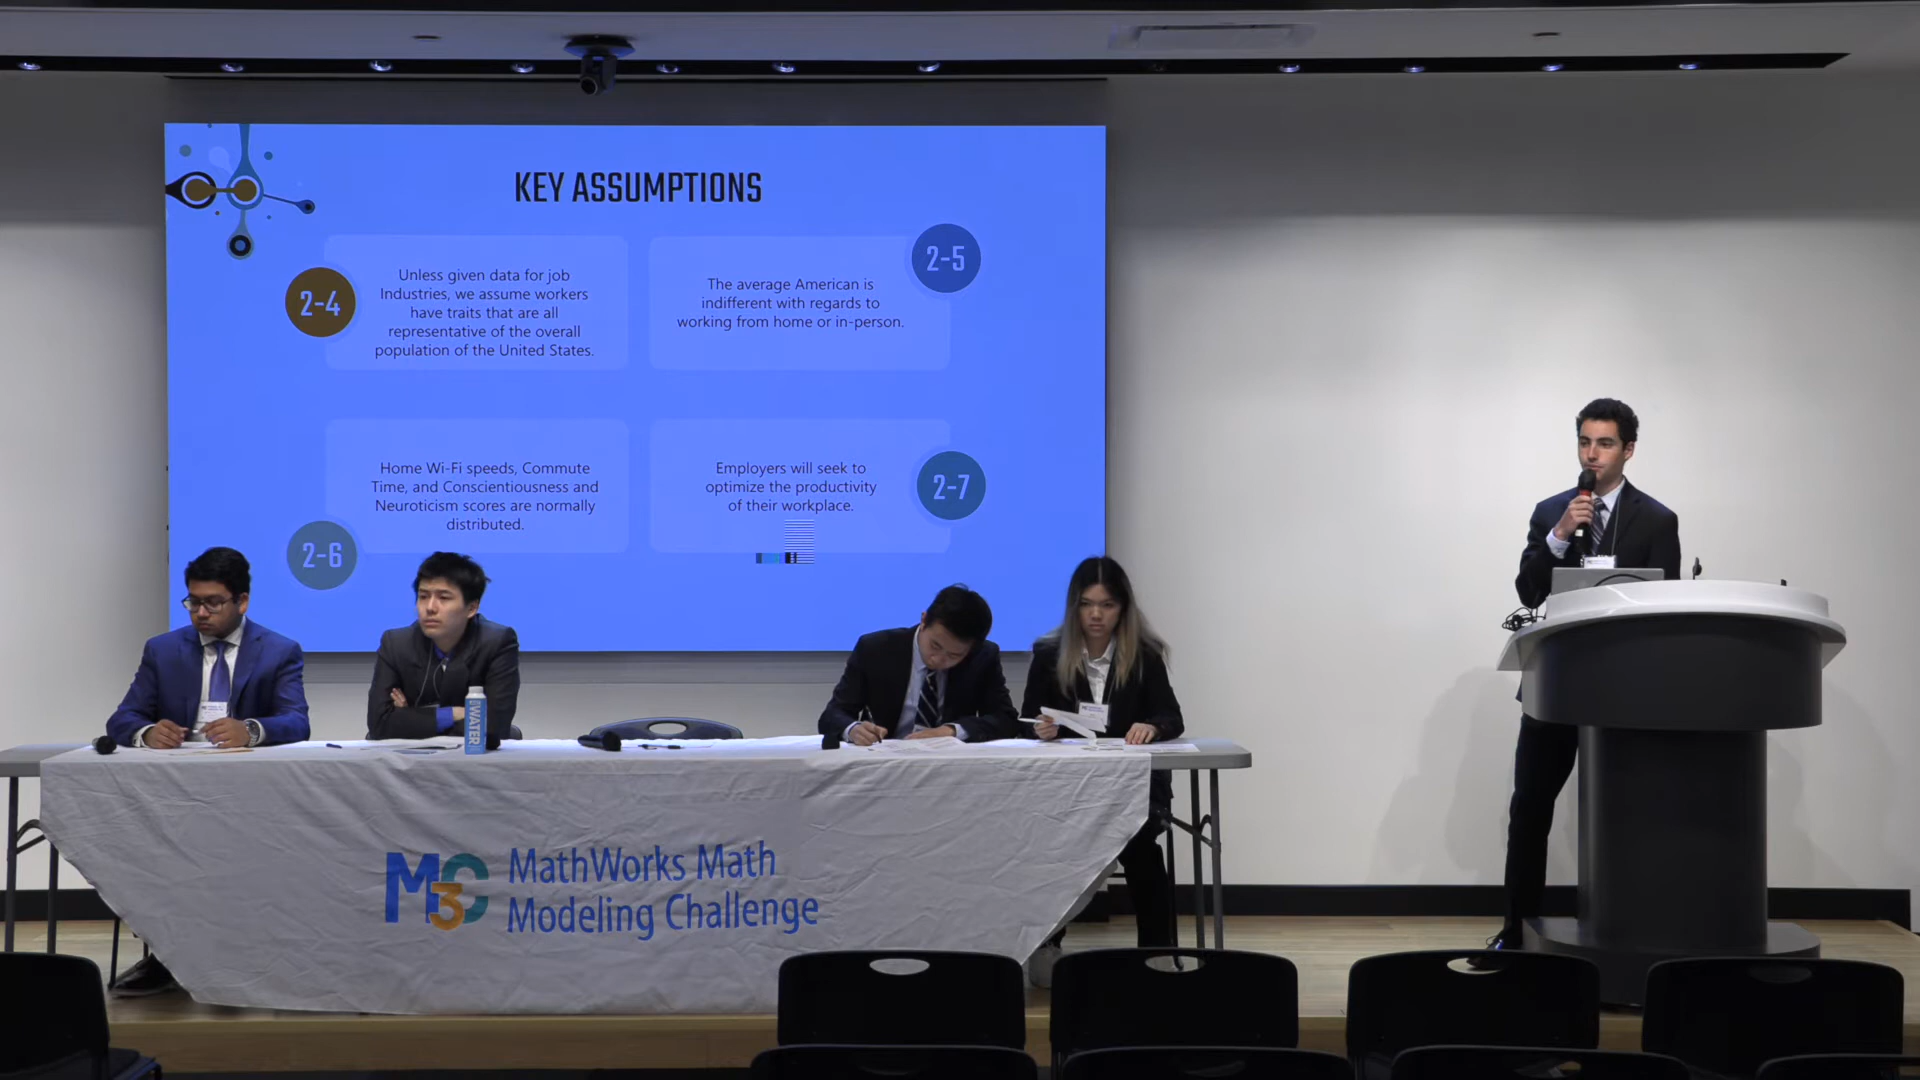 KEY ASSUMPTIONS
2-4
Unless given data for job
Industries, we assume workers
have traits that are all
representative of the overall
population of the United States.
2-5
The average American is
indifferent with regards to
working from home or in-person.
2-6
Home Wi-Fi speeds, Commute
Time, and Conscientiousness and
Neuroticism scores are normally
distributed.
2-7
Employers will seek to
optimize the productivity
of their workplace.
WATER
M3C
MathWorks Math
Modeling Challenge